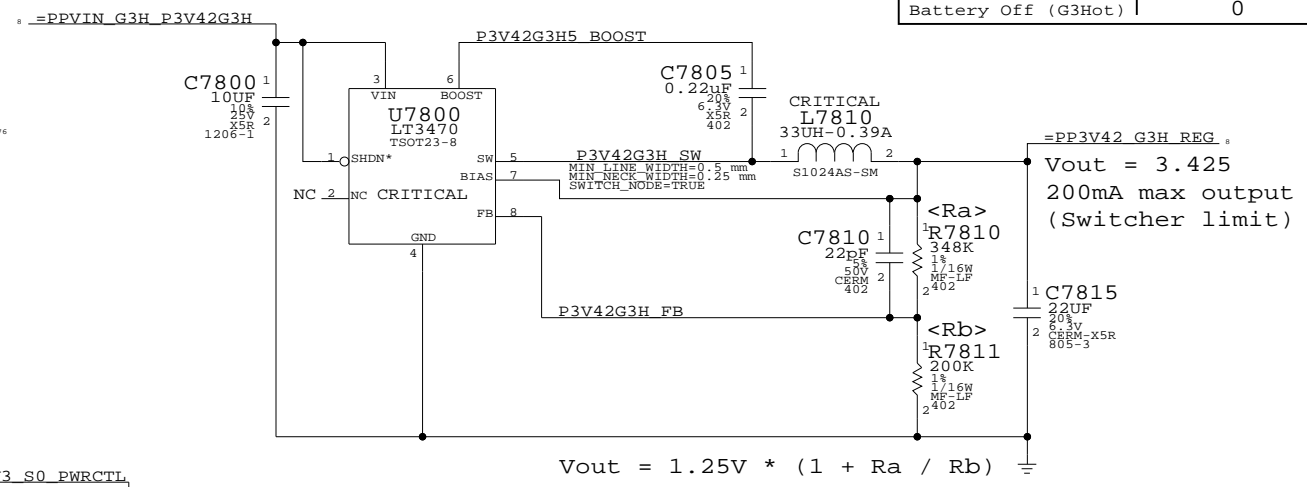 8 =PPVIN_G3H_P3V42G3H
Battery Off (G3Hot) 0
P3V42G3H5_BOOST
C7800 1
10UF
10%
25V
X5R 2
1206-1
3
VIN
6
BOOST
U7800
LT3470
TSOT23-8
1 SHDN*
NC 2 NC CRITICAL
SW 5
BIAS 7
FB 8
GND
4
C7805 1
0.22uF
20%
6.3V
X5R 2
402
CRITICAL
L7810
33UH-0.39A
1 2
S1024AS-SM
P3V42G3H_SW
MIN_LINE_WIDTH=0.5 mm
MIN_NECK_WIDTH=0.25 mm
SWITCH_NODE=TRUE
=PP3V42_G3H_REG 8
Vout = 3.425
200mA max output
(Switcher limit)
C7810 1
22pF
5%
50V
CERM 2
402
<Ra>
1
R7810
348K
1%
1/16W
MF-LF
2 402
P3V42G3H_FB
<Rb>
1
R7811
200K
1%
1/16W
MF-LF
2 402
1 C7815
22UF
20%
6.3V
2 CERM-X5R
805-3
Vout = 1.25V * (1 + Ra / Rb)
3_S0_PWRCTL